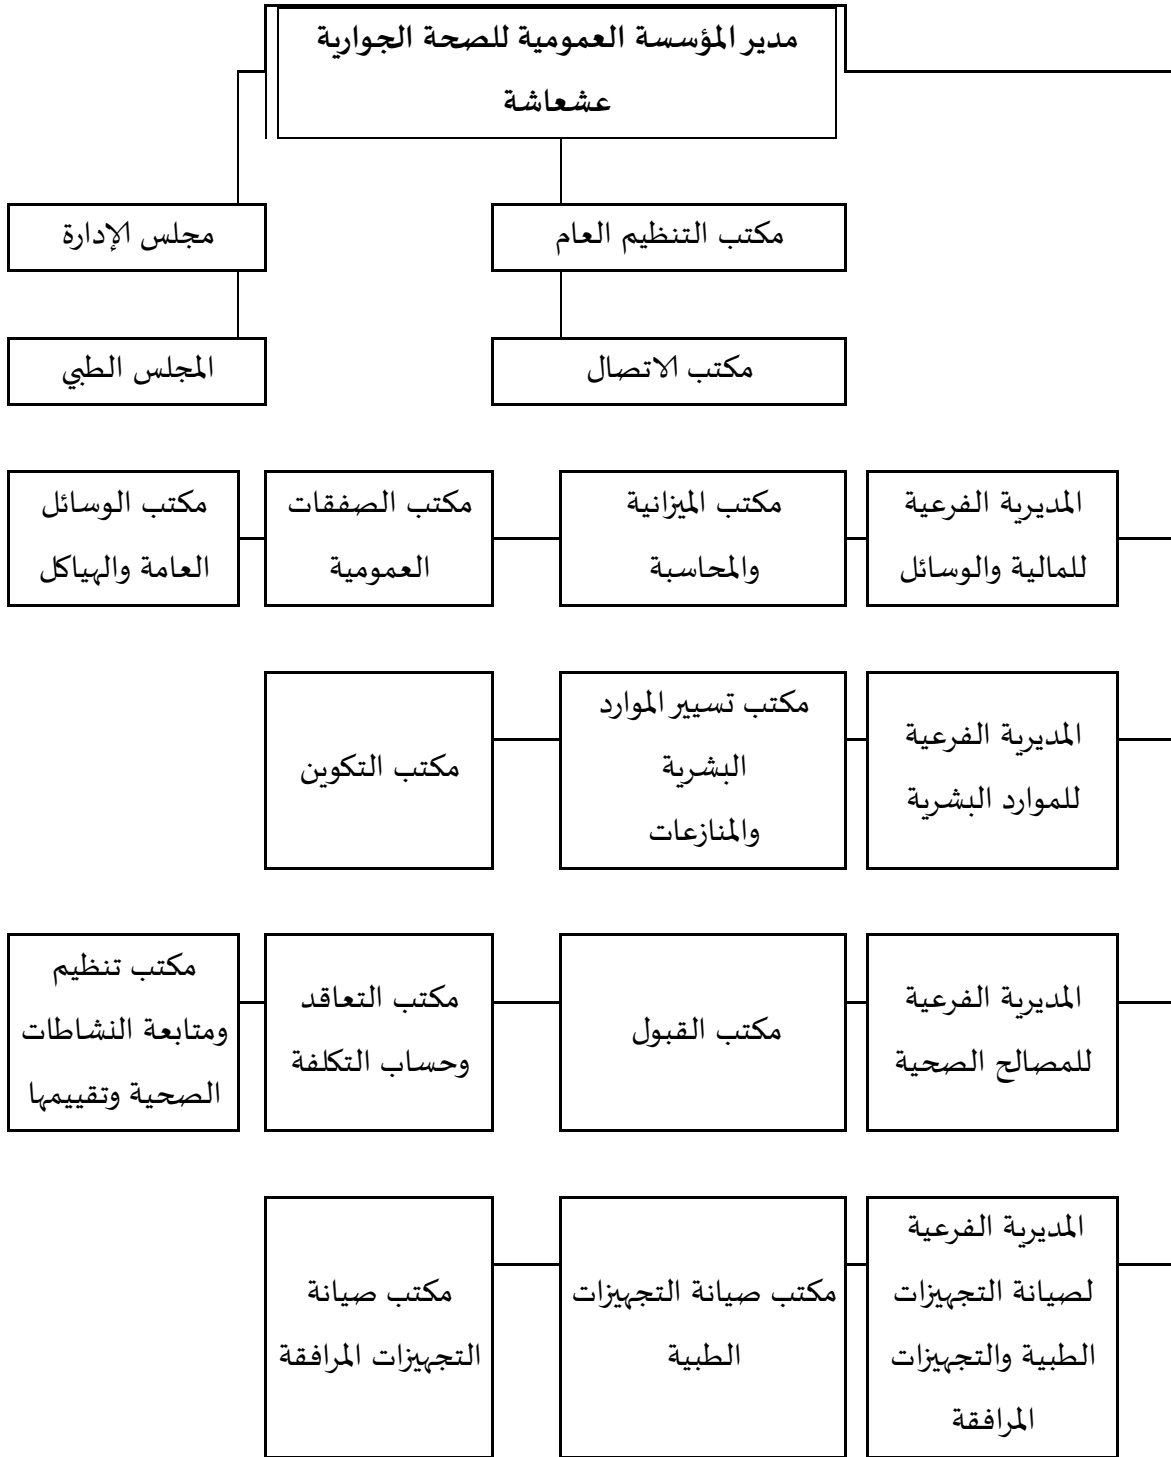 مدير المؤسسة العمومية للصحة الجوارية
عشعاشة
مكتب التنظيم العام
مجلس الإدارة
مكتب الاتصال
المجلس الطبي
المديرية الفرعية
للمالية والوسائل
مكتب الميزانية
والمحاسبة
مكتب الصفقات
العمومية
مكتب الوسائل
العامة والهياكل
المديرية الفرعية
للموارد البشرية
مكتب تسيير الموارد
البشرية
والمنازعات
مكتب التكوين
المديرية الفرعية
للمصالح الصحية
مكتب القبول
مكتب التعاقد
وحساب التكلفة
مكتب تنظيم
ومتابعة النشاطات
الصحية وتقييمها
المديرية الفرعية
لصيانة التجهيزات
الطبية والتجهيزات
المرافقة
مكتب صيانة التجهيزات
الطبية
مكتب صيانة
التجهيزات المرافقة